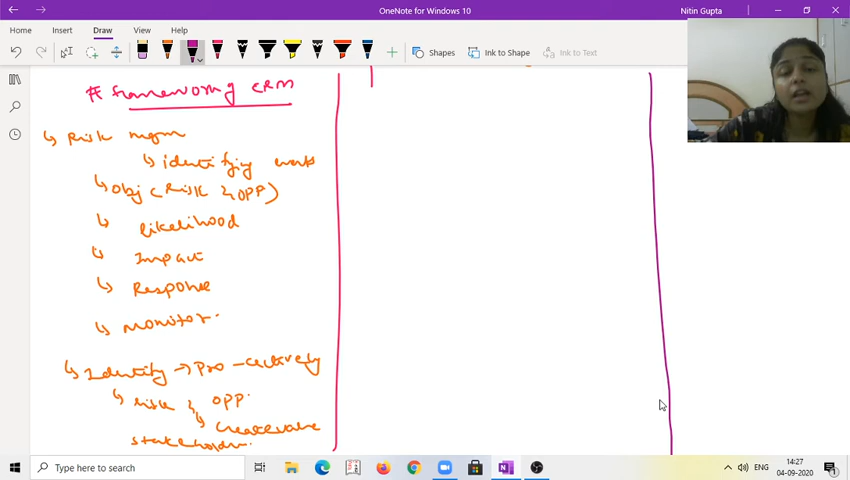 OneNote for Windows 10
Nitin Gupta
Home Insert Draw View Help
Shapes
Ink to Shape
Ink to Text
# framework of ERM
↳ Risk mgm
↳ identifying events
↳ obj (Risk & OPP)
↳ likelihood
↳ Impact
↳ Response
↳ monitor
↳ Identify → Pro-actively
↳ risk & OPP.
↳ create value
stakeholder.
Type here to search
ENG
14:27
04-09-2020